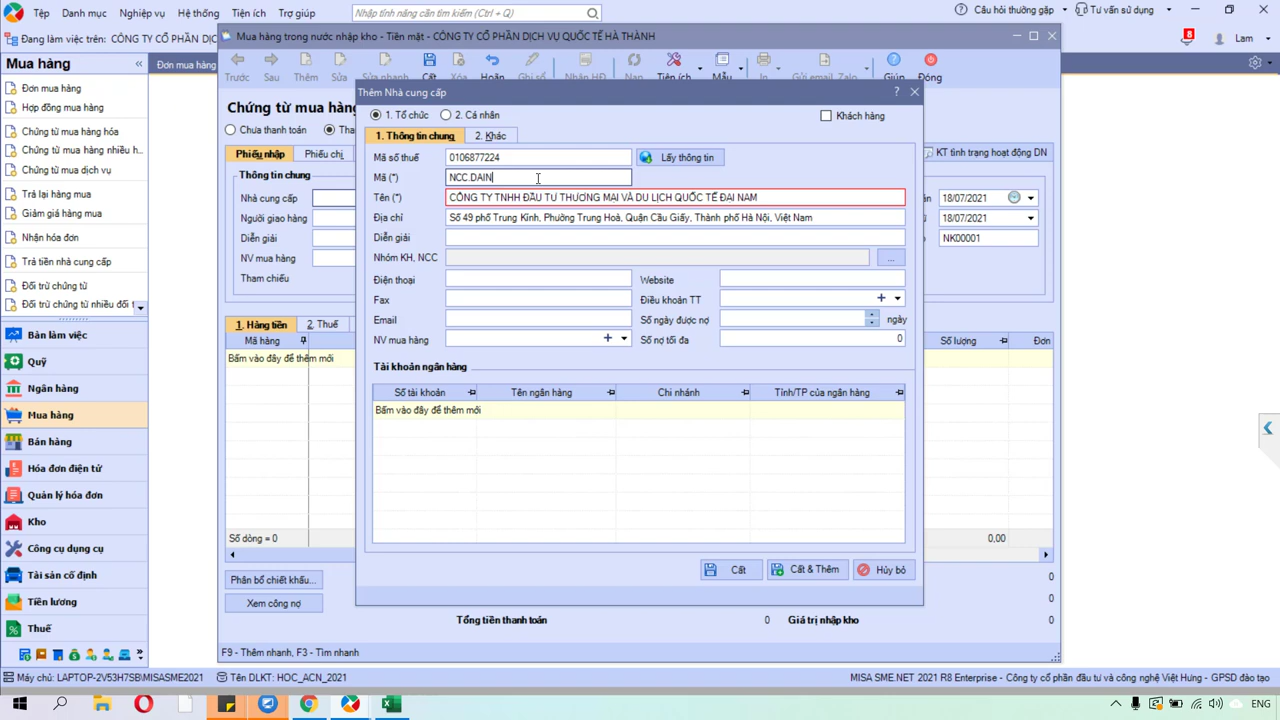 Tệp Danh mục Nghiệp vụ Hệ thống Tiện ích Trợ giúp
Nhập tính năng cần tìm kiếm (Ctrl + Q)
Câu hỏi thường gặp Tư vấn sử dụng
Đang làm việc trên: CÔNG TY CỔ PHẦN DỊC
8 Lam
Mua hàng trong nước nhập kho - Tiền mặt - CÔNG TY CỔ PHẦN DỊCH VỤ QUỐC TẾ HÀ THÀNH
Mua hàng «
Đơn mua hàng
Trước Sau Thêm Sửa Sửa nhanh Cất Xóa Hoãn Ghi sổ Nhận HĐ Nạp Tiện ích Mẫu In Gửi email, Zalo Giúp Đóng
Đơn mua hàng
Hợp đồng mua hàng
Chứng từ mua hàng hóa
Chứng từ mua hàng nhiều h
Chứng từ mua dịch vụ
Trả lại hàng mua
Giảm giá hàng mua
Nhận hóa đơn
Trả tiền nhà cung cấp
Đối trừ chứng từ
Đối trừ chứng từ nhiều đối t
Bàn làm việc
Quỹ
Ngân hàng
Mua hàng
Bán hàng
Hóa đơn điện tử
Quản lý hóa đơn
Kho
Công cụ dụng cụ
Tài sản cố định
Tiền lương
Thuế
Chứng từ mua
Chưa thanh toán Tha
Phiếu nhập Phiếu chi
KT tình trạng hoạt động DN
Thông tin chung
Nhà cung cấp
Người giao hàng
Diễn giải
NV mua hàng
Tham chiếu
18/07/2021
18/07/2021
NK00001
1. Hàng tiền 2. Thuế
Mã hàng
Số lượng Đơn
Bấm vào đây để thêm mới
Số dòng = 0 0,00
Phân bổ chiết khấu...
Xem công nợ
0
0
Tổng tiền thanh toán 0 Giá trị nhập kho 0
F9 - Thêm nhanh, F3 - Tìm nhanh
Thêm Nhà cung cấp ?
1. Tổ chức 2. Cá nhân Khách hàng
1. Thông tin chung 2. Khác
Mã số thuế 0106877224 Lấy thông tin
Mã (*) NCC.DAIN
Tên (*) CÔNG TY TNHH ĐẦU TƯ THƯƠNG MẠI VÀ DU LỊCH QUỐC TẾ ĐẠI NAM
Địa chỉ Số 49 phố Trung Kính, Phường Trung Hoà, Quận Cầu Giấy, Thành phố Hà Nội, Việt Nam
Diễn giải
Nhóm KH, NCC ...
Điện thoại Website
Fax Điều khoản TT
Email Số ngày được nợ ngày
NV mua hàng Số nợ tối đa 0
Tài khoản ngân hàng
Số tài khoản Tên ngân hàng Chi nhánh Tỉnh/TP của ngân hàng
Bấm vào đây để thêm mới
Cất Cất & Thêm Hủy bỏ
Máy chủ: LAPTOP-2V53H7SB\MISASME2021 Tên DLKT: HOC_ACN_2021
MISA SME.NET 2021 R8 Enterprise - Công ty cổ phần đầu tư và công nghệ Việt Hưng - GPSD đào tạo
ENG